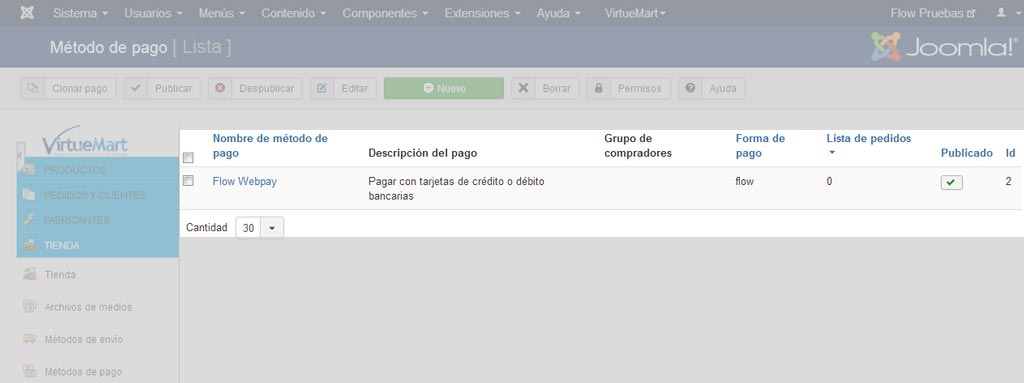 Sistema Usuarios Menús Contenido Componentes Extensiones Ayuda VirtueMart Flow Pruebas
Método de pago [ Lista ] Joomla!®
Clonar pago Publicar Despublicar Editar Nuevo Borrar Permisos Ayuda
VirtueMart
PRODUCTOS
PEDIDOS Y CLIENTES
FABRICANTES
TIENDA
Tienda
Archivos de medios
Métodos de envío
Métodos de pago
Nombre de método de
pago
Descripción del pago
Grupo de
compradores
Forma de
pago
Lista de pedidos
Publicado
Id
Flow Webpay
Pagar con tarjetas de crédito o débito
bancarias
flow
0
2
Cantidad 30